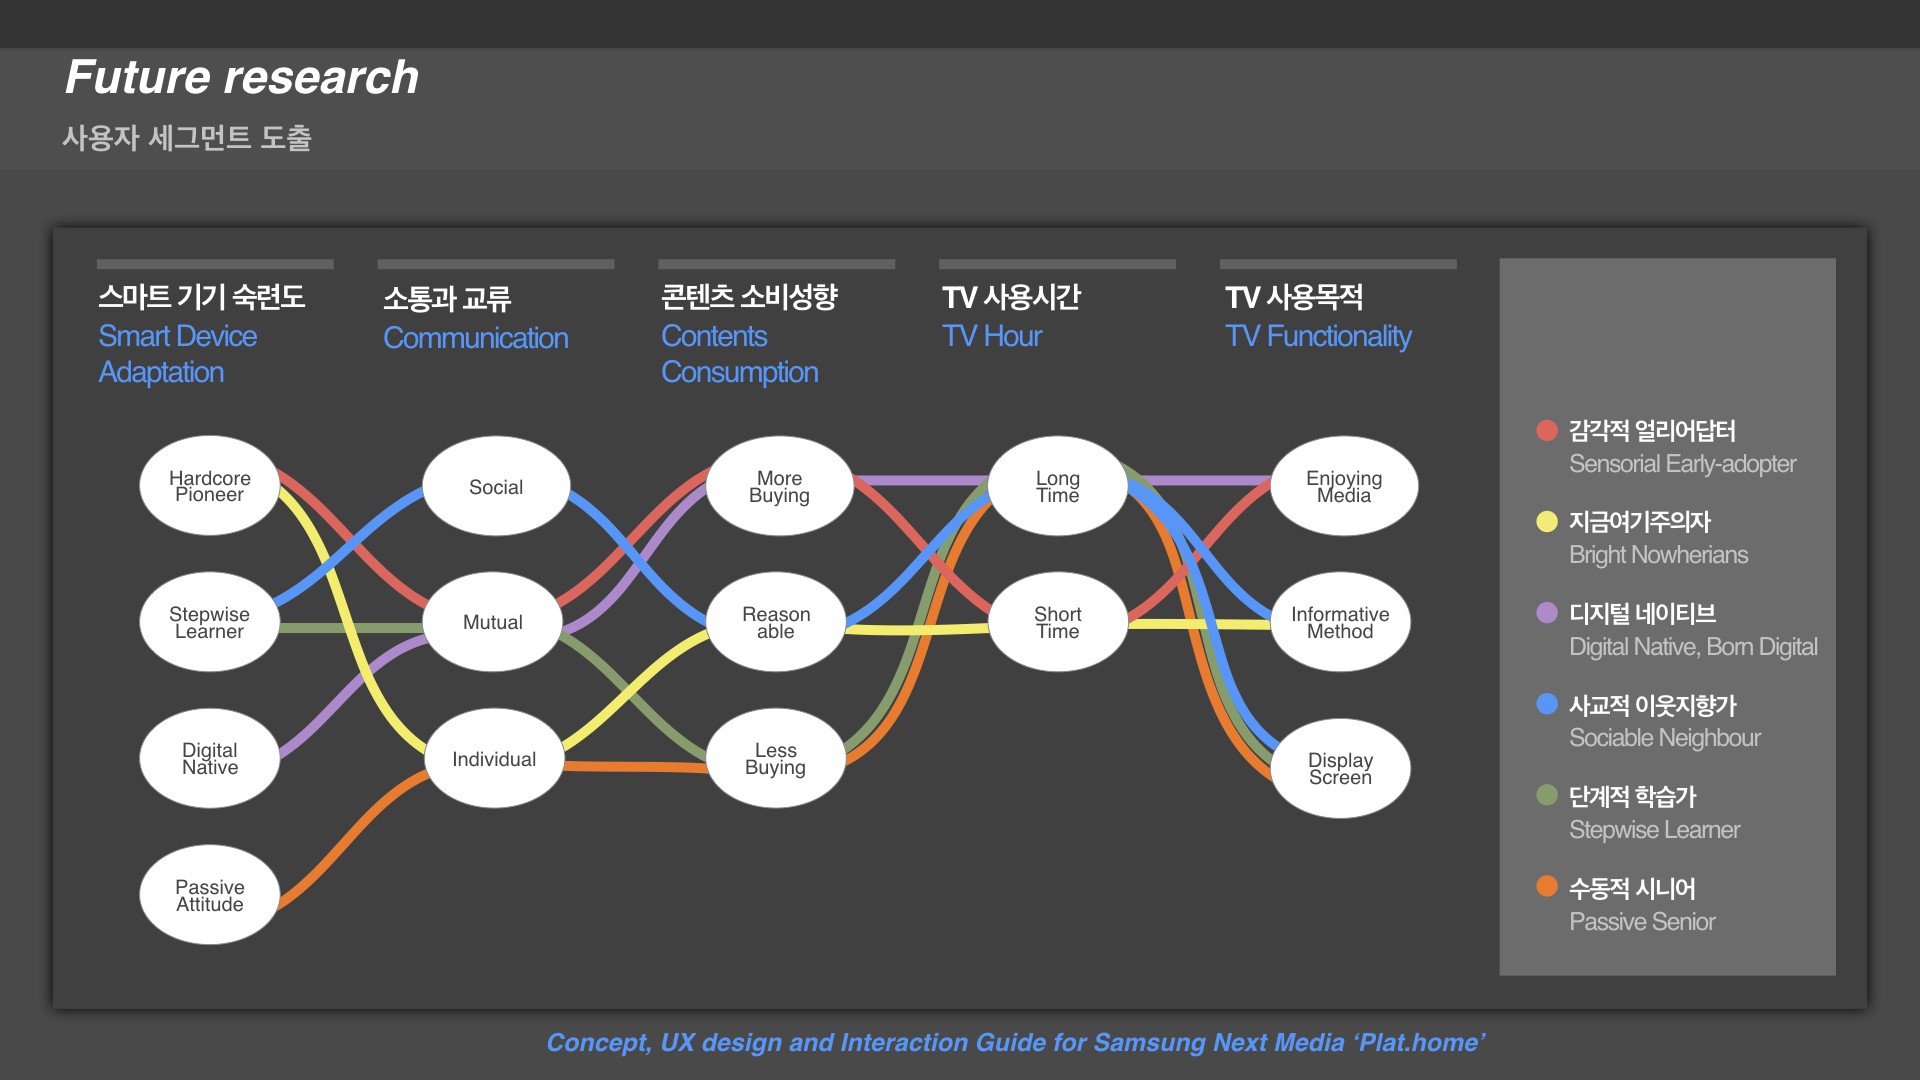 Future research
사용자 세그먼트 도출
스마트 기기 숙련도
Smart Device
Adaptation
소통과 교류
Communication
콘텐츠 소비성향
Contents
Consumption
TV 사용시간
TV Hour
TV 사용목적
TV Functionality
Hardcore
Pioneer
Stepwise
Learner
Digital
Native
Passive
Attitude
Social
Mutual
Individual
More
Buying
Reason
able
Less
Buying
Long
Time
Short
Time
Enjoying
Media
Informative
Method
Display
Screen
감각적 얼리어답터
Sensorial Early-adopter
지금여기주의자
Bright Nowherians
디지털 네이티브
Digital Native, Born Digital
사교적 이웃지향가
Sociable Neighbour
단계적 학습가
Stepwise Learner
수동적 시니어
Passive Senior
Concept, UX design and Interaction Guide for Samsung Next Media ‘Plat.home’